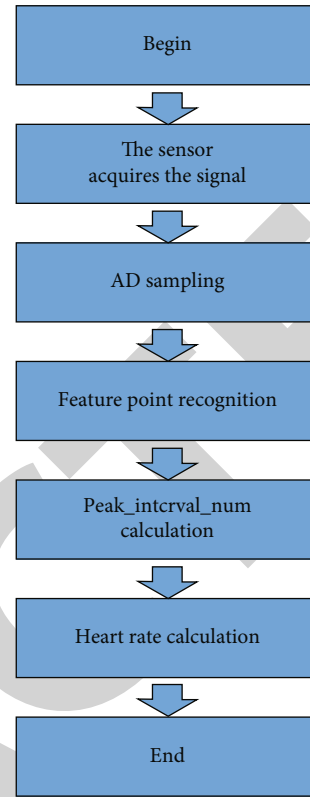 Begin
The sensor
acquires the signal
AD sampling
Feature point recognition
Peak_intcrval_num
calculation
Heart rate calculation
End